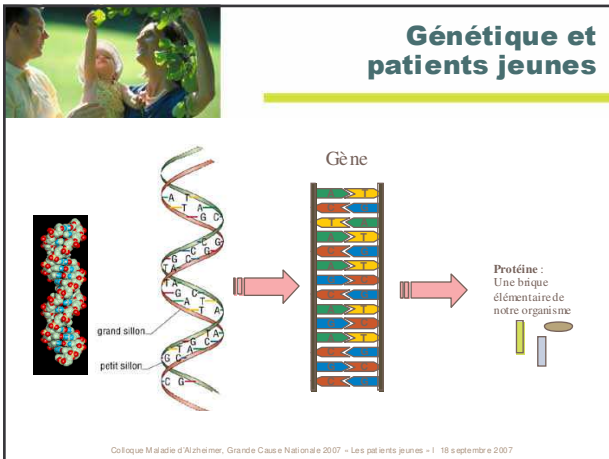 Génétique et
patients jeunes
Gène
A T
T A
G C
grand sillon
petit sillon
Protéine :
Une brique
élémentaire de
notre organisme
Colloque Maladie d'Alzheimer, Grande Cause Nationale 2007 « Les patients jeunes » I 18 septembre 2007